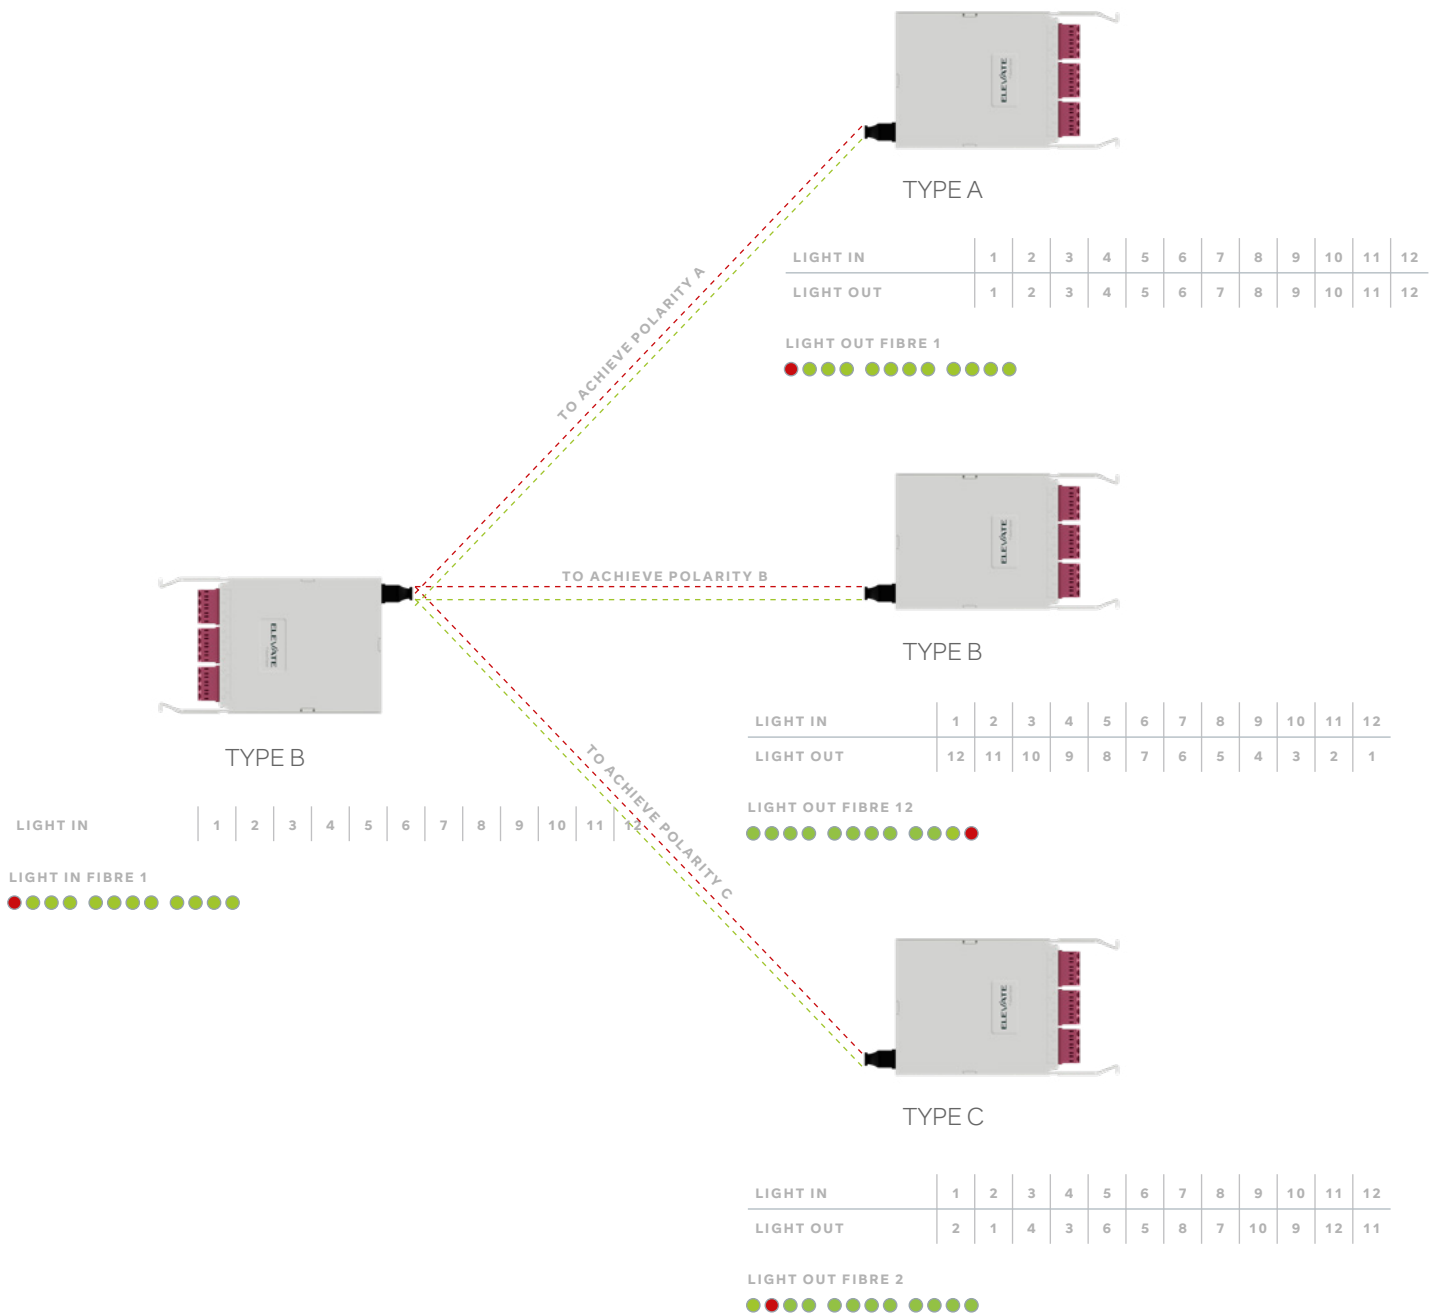 ELEVATE
TYPE A
LIGHT IN 1 2 3 4 5 6 7 8 9 10 11 12
LIGHT OUT 1 2 3 4 5 6 7 8 9 10 11 12
LIGHT OUT FIBRE 1
TO ACHIEVE POLARITY A
ELEVATE
TO ACHIEVE POLARITY B
TYPE B
ELEVATE
TYPE B
LIGHT IN 1 2 3 4 5 6 7 8 9 10 11 12
LIGHT OUT 12 11 10 9 8 7 6 5 4 3 2 1
LIGHT OUT FIBRE 12
LIGHT IN 1 2 3 4 5 6 7 8 9 10 11 12
LIGHT IN FIBRE 1
TO ACHIEVE POLARITY C
ELEVATE
TYPE C
LIGHT IN 1 2 3 4 5 6 7 8 9 10 11 12
LIGHT OUT 2 1 4 3 6 5 8 7 10 9 12 11
LIGHT OUT FIBRE 2